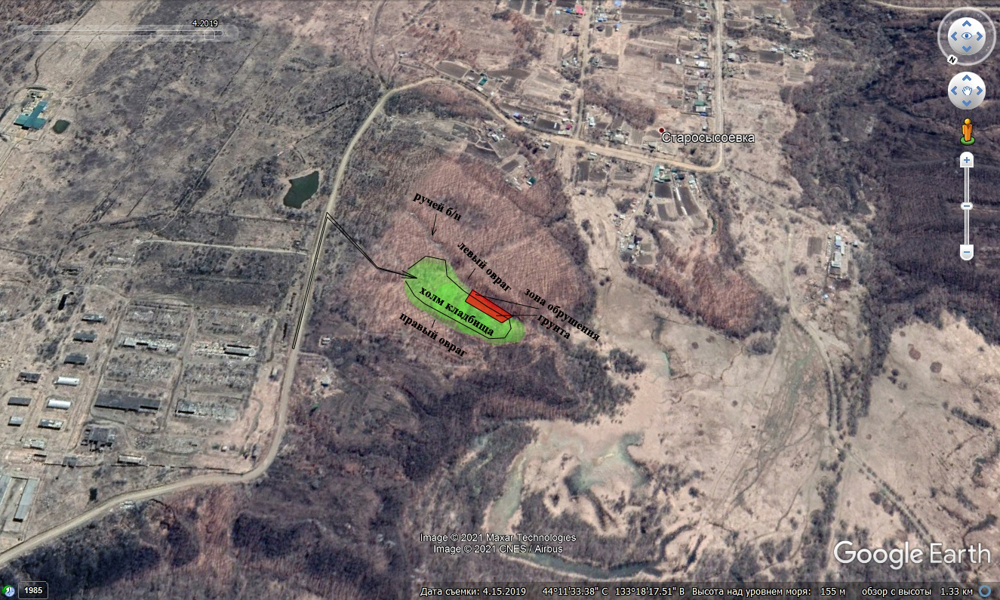 4.2019
N
Старосысоевка
ручей б/н
левый овраг
зона обрушения
грунта
холм кладбища
правый овраг
Image © 2021 Maxar Technologies
Image © 2021 CNES / Airbus
Google Earth
1985
Дата съемки: 4.15.2019 44°11'33.38" С 133°18'17.51" В Высота над уровнем моря: 155 м обзор с высоты 1.33 км